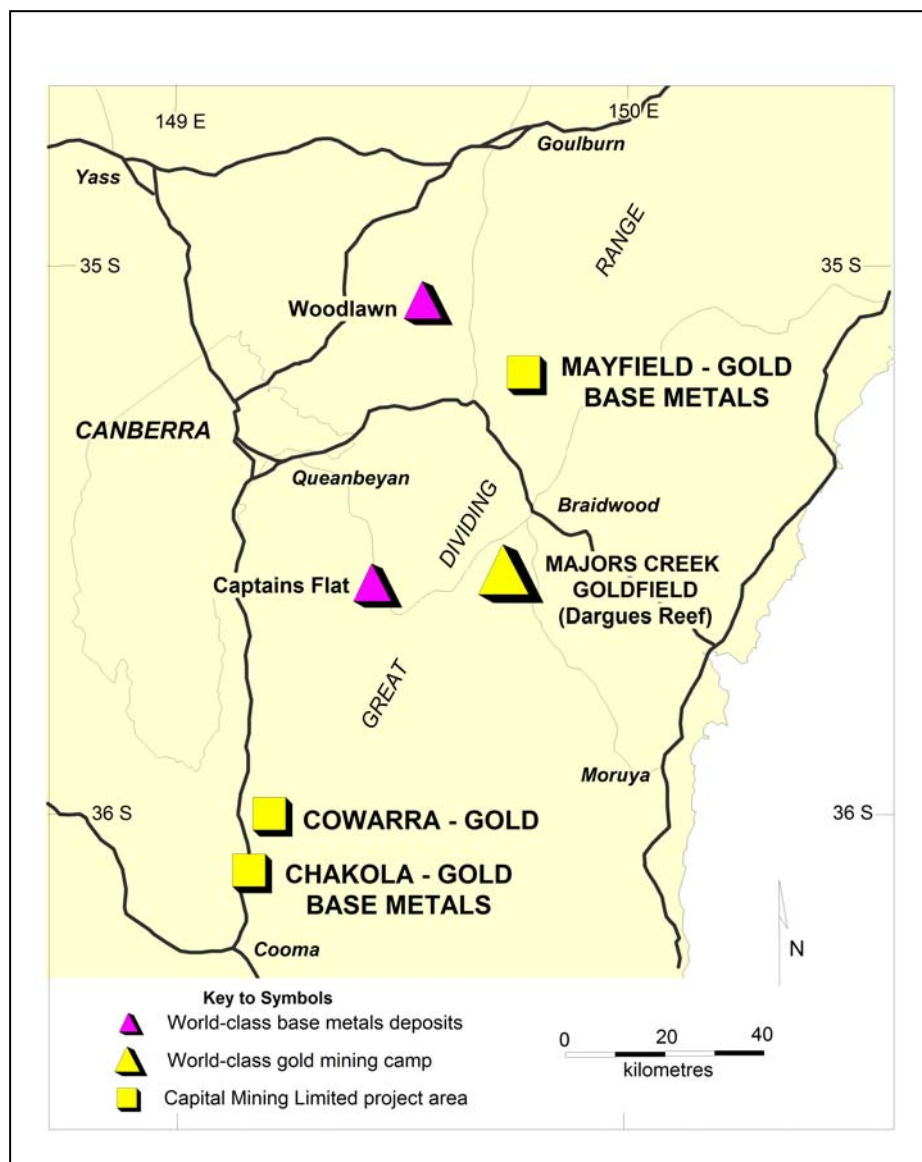 149 E
150 E
Goulburn
Yass
RANGE
35 S
35 S
Woodlawn
MAYFIELD - GOLD
BASE METALS
CANBERRA
Queanbeyan
DIVIDING
Braidwood
Captains Flat
MAJORS CREEK
GOLDFIELD
(Dargues Reef)
GREAT
Moruya
36 S
36 S
COWARRA - GOLD
CHAKOLA - GOLD
BASE METALS
Cooma
N
Key to Symbols
World-class base metals deposits
World-class gold mining camp
Capital Mining Limited project area
0 20 40
kilometres